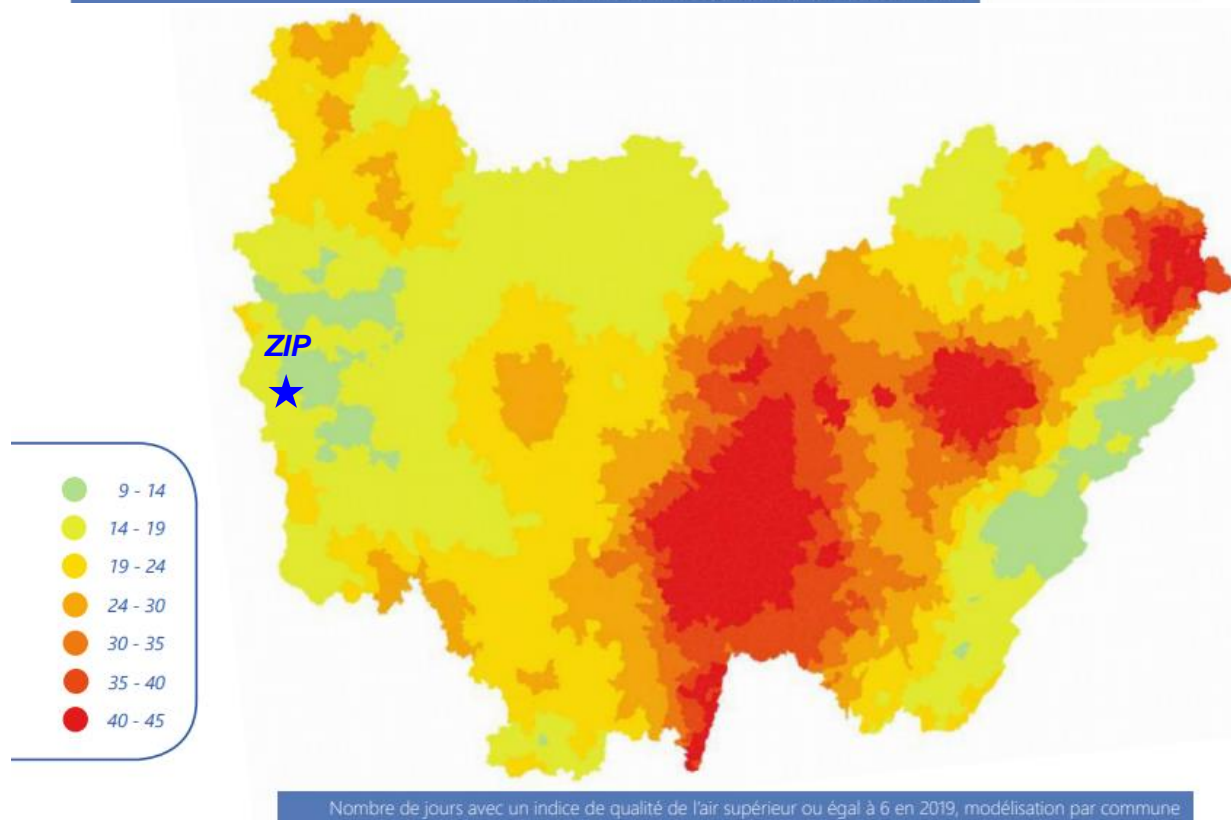 ZIP
9 - 14
14 - 19
19 - 24
24 - 30
30 - 35
35 - 40
40 - 45
Nombre de jours avec un indice de qualité de l'air supérieur ou égal à 6 en 2019, modélisation par commune